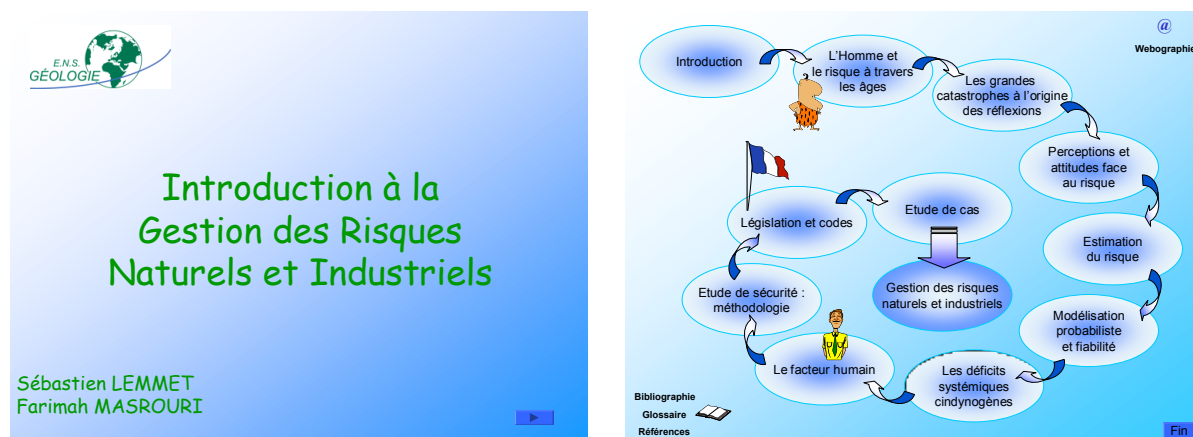 E.N.S.
GÉOLOGIE
Introduction à la
Gestion des Risques
Naturels et Industriels
Sébastien LEMMET
Farimah MASROURI
@
Webographie
Introduction
L'Homme et
le risque à travers
les âges
Les grandes
catastrophes à l'origine
des réflexions
Perceptions et
attitudes face
au risque
Estimation
du risque
Modélisation
probabiliste
et fiabilité
Les déficits
systémiques
cindynogènes
Le facteur humain
Etude de sécurité :
méthodologie
Législation et codes
Etude de cas
Gestion des risques
naturels et industriels
Bibliographie
Glossaire
Références
Fin